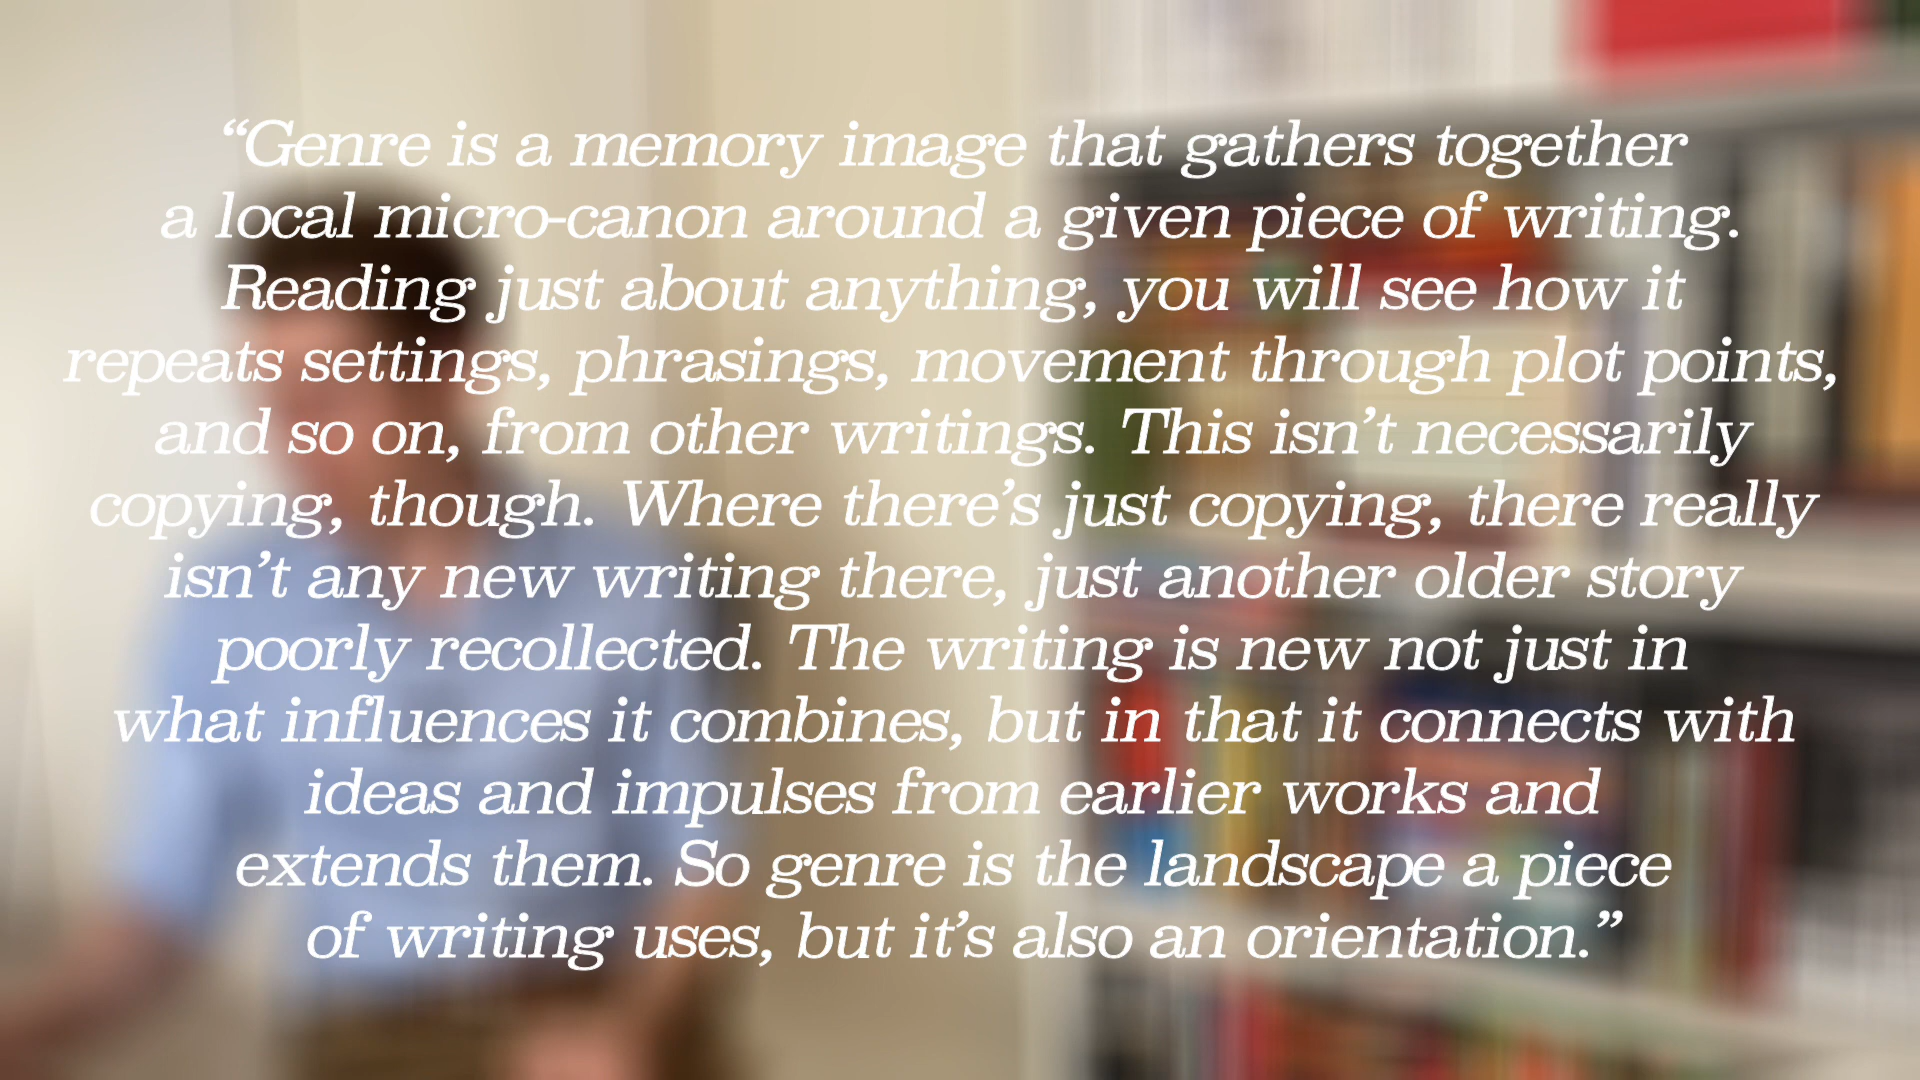 “Genre is a memory image that gathers together
a local micro-canon around a given piece of writing.
Reading just about anything, you will see how it
repeats settings, phrasings, movement through plot points,
and so on, from other writings. This isn’t necessarily
copying, though. Where there’s just copying, there really
isn’t any new writing there, just another older story
poorly recollected. The writing is new not just in
what influences it combines, but in that it connects with
ideas and impulses from earlier works and
extends them. So genre is the landscape a piece
of writing uses, but it’s also an orientation.”